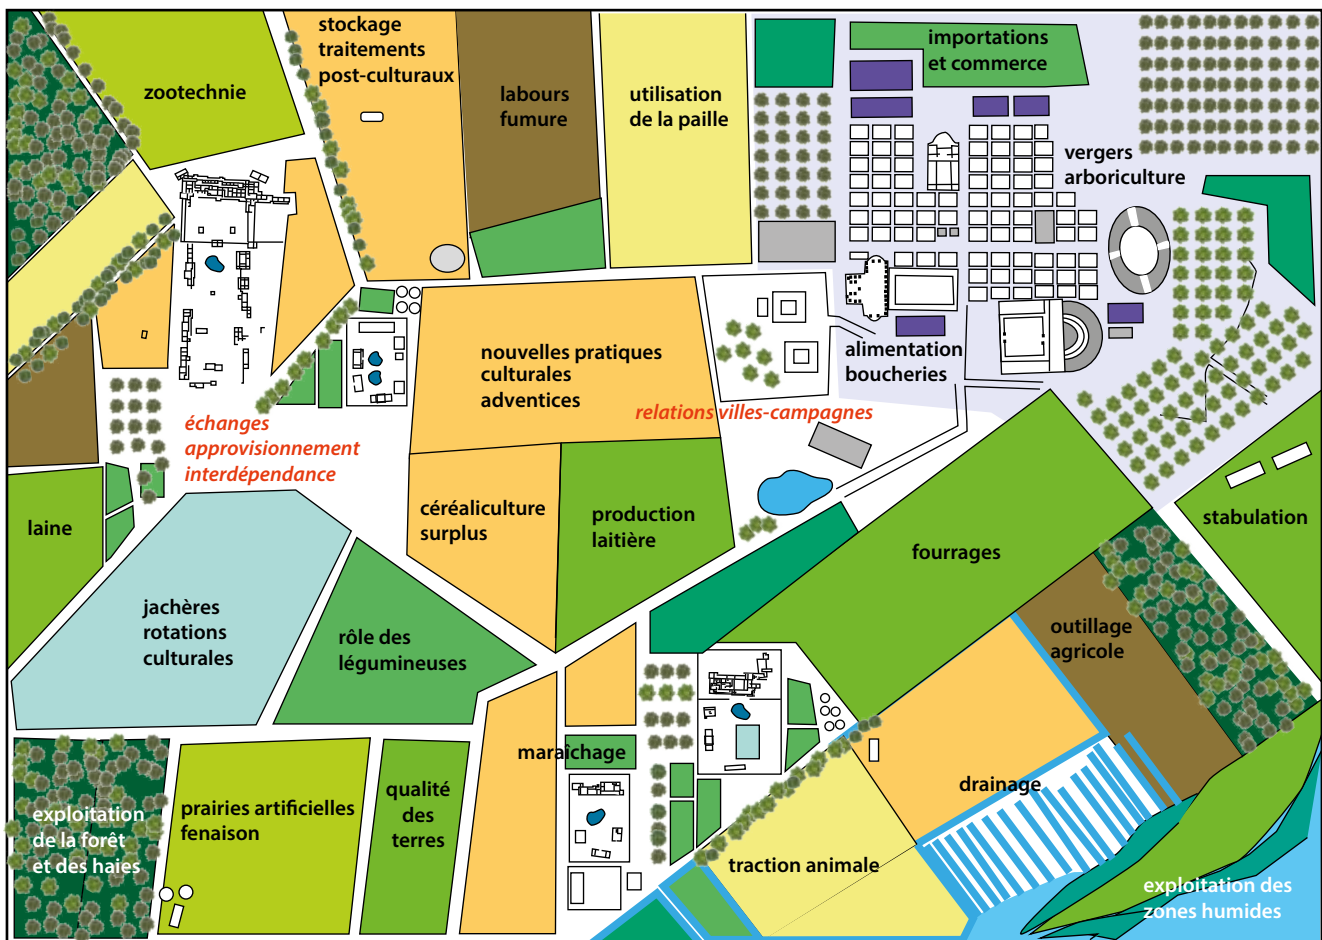 zootechnie
stockage
traitements
post-culturaux
labours
fumure
utilisation
de la paille
importations
et commerce
vergers
arboriculture
alimentation
boucheries
nouvelles pratiques
culturales
adventices
relations villes-campagnes
échanges
approvisionnement
interdépendance
laine
céréaliculture
surplus
production
laitière
fourrages
stabulation
jachères
rotations
culturales
rôle des
légumineuses
outillage
agricole
maraîchage
drainage
exploitation
de la forêt
et des haies
prairies artificielles
fenaison
qualité
des
terres
traction animale
exploitation des
zones humides